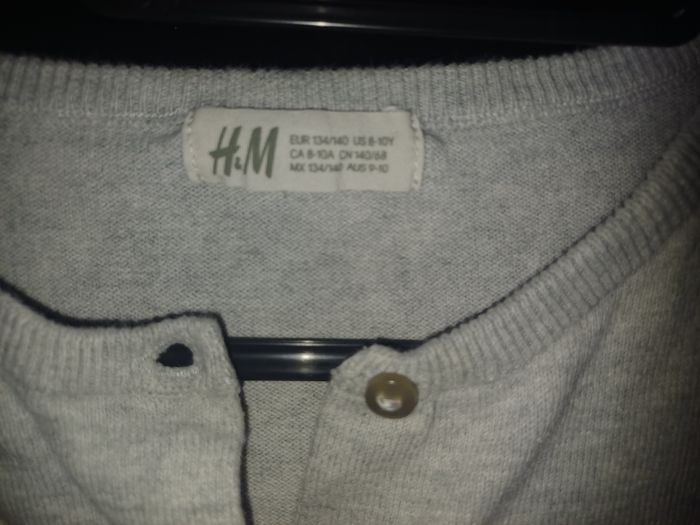 H&M
EUR 134/140 US 8-10Y
CA 8-10A CN 140/68
MX 134/140 AUS 9-10